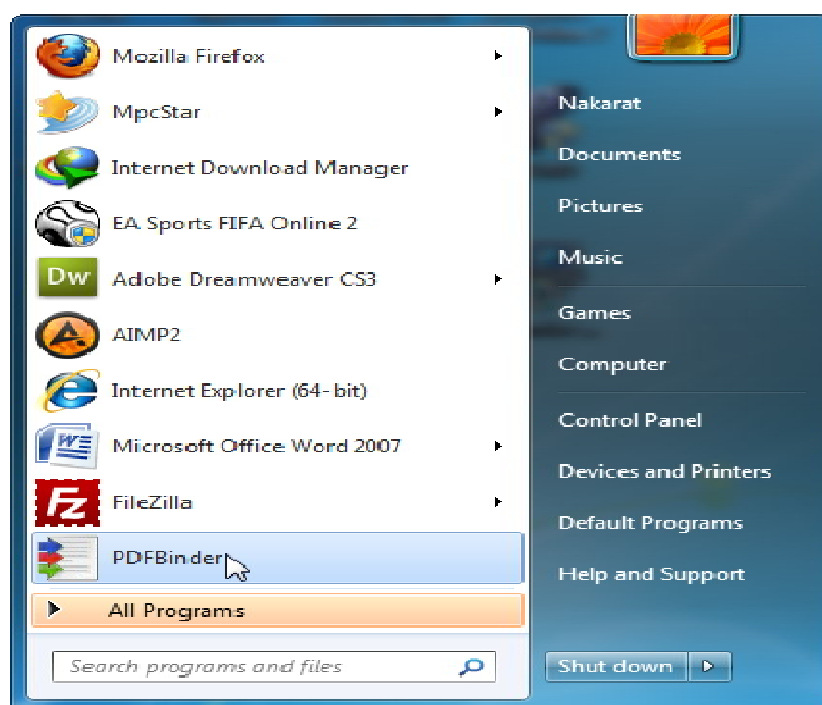 Mozilla Firefox
MpcStar
Internet Download Manager
EA Sports FIFA Online 2
Dw
Adobe Dreamweaver CS3
AIMP2
Internet Explorer (64-bit)
W
Microsoft Office Word 2007
Fz
FileZilla
PDFBinder
All Programs
Search programs and files
Nakarat
Documents
Pictures
Music
Games
Computer
Control Panel
Devices and Printers
Default Programs
Help and Support
Shut down